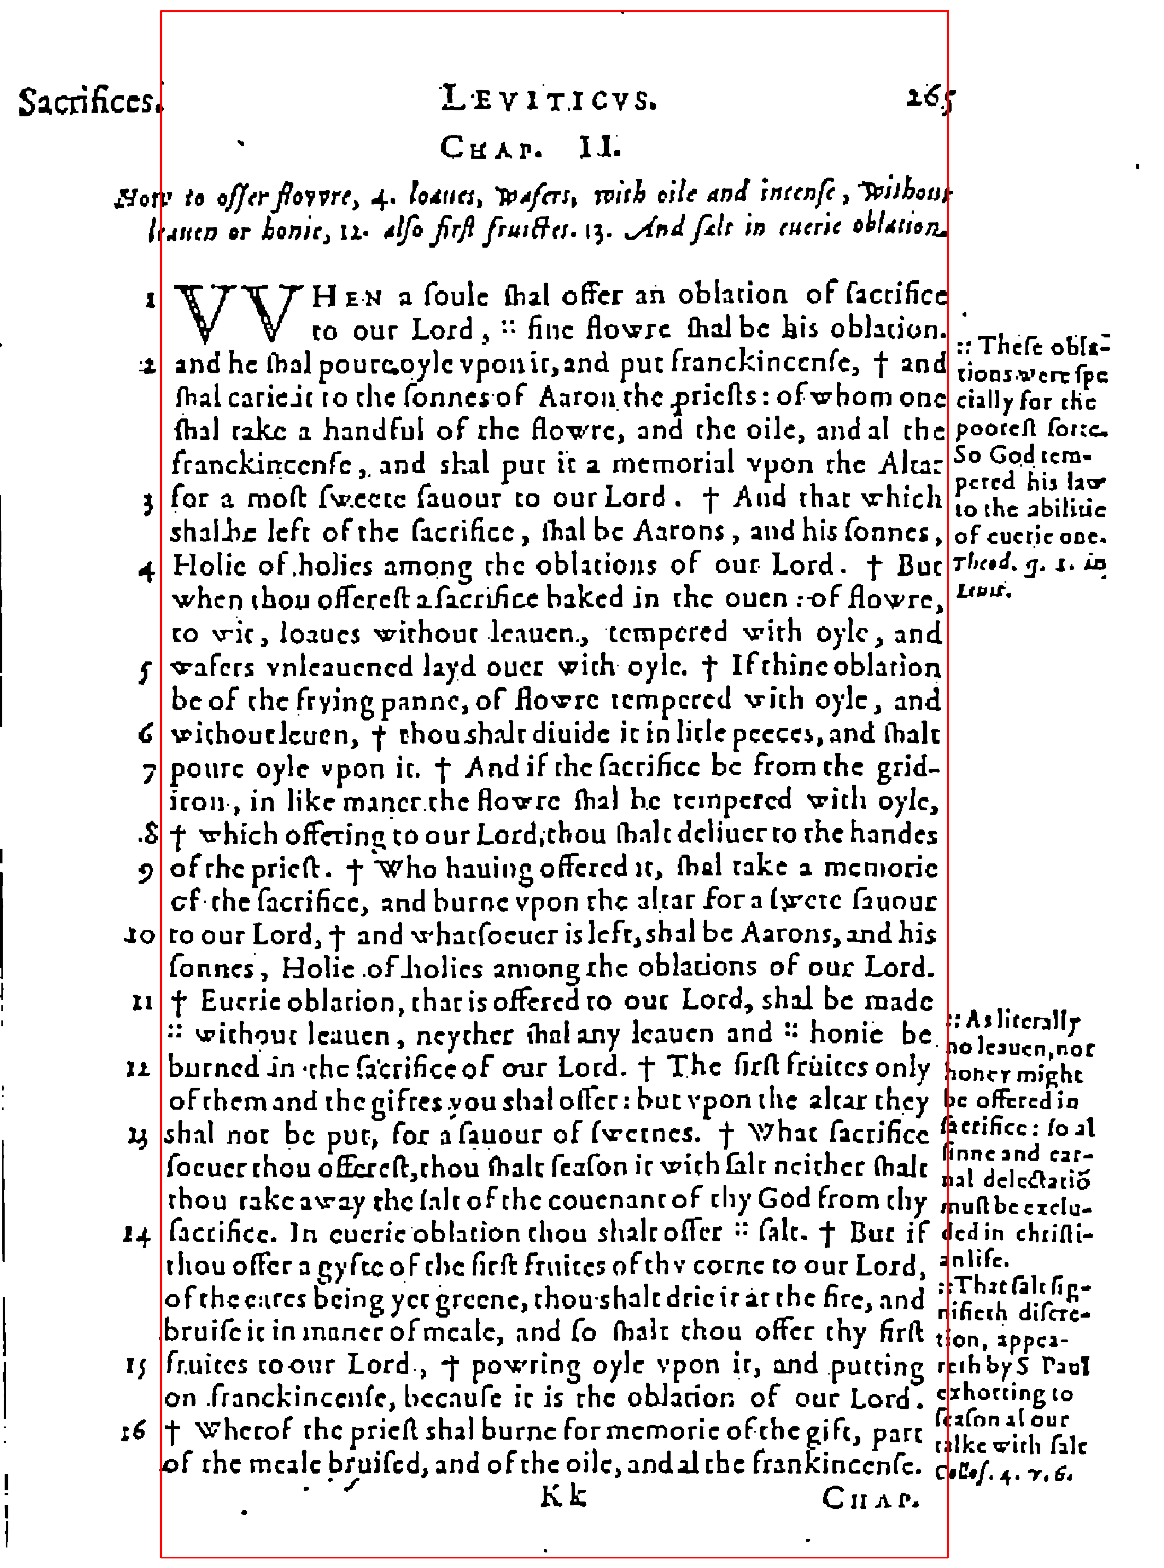 Sacrifices. LEVITICVS. 265
CHAP. II.
How to offer flovvre, 4. loaues, Wafers, with oile and incense, Without
leauen or honie, 12. also first fruictes. 13. And salt in euerie oblation.
1 VVHEN a ſoule ſhal offer an oblation of ſacrifice
to our Lord, :: fine flowre ſhal be his oblation.
2 and he ſhal poure oyle vpon it, and put franckincenſe, † and
ſhal carie it to the ſonnes of Aaron the prieſts: of whom one
ſhal take a handful of the flowre, and the oile, and al the
franckincenſe, and shal put it a memorial vpon the Altar
3 for a moſt ſweete ſauour to our Lord. † And that which
shal be left of the ſacrifice, ſhal be Aarons, and his ſonnes,
4 Holie of holies among the oblations of our Lord. † But
when thou offereſt a ſacrifice baked in the ouen: of flowre,
to wit, loaues without leauen, tempered with oyle, and
5 wafers vnleauened layd ouer with oyle. † If thine oblation
be of the frying panne, of flowre tempered with oyle, and
6 without leuen, † thou shalt diuide it in litle peeces, and ſhalt
7 poure oyle vpon it. † And if the ſacrifice be from the grid-
iron, in like maner the flowre ſhal be tempered with oyle,
8 † which offering to our Lord, thou ſhalt deliuer to the handes
9 of the prieſt. † Who hauing offered it, ſhal take a memorie
of the ſacrifice, and burne vpon the altar for a ſwete ſauour
10 to our Lord, † and whatſoeuer is left, shal be Aarons, and his
ſonnes, Holie of holies among the oblations of our Lord.
11 † Euerie oblation, that is offered to our Lord, shal be made
:: without leauen, neyther ſhal any leauen and :: honie be
12 burned in the ſacrifice of our Lord. † The firſt fruites only
of them and the giftes you shal offer: but vpon the altar they
13 shal not be put, for a ſauour of ſwetnes. † What ſacrifice
ſoeuer thou offereſt, thou ſhalt ſeaſon it with ſalt neither ſhalt
thou take away the ſalt of the couenant of thy God from thy
14 ſacrifice. In euerie oblation thou shalt offer :: ſalt. † But if
thou offer a gyfte of the firſt fruites of thy corne to our Lord,
of the eares being yet greene, thou shalt drie it at the fire, and
bruiſe it in maner of meale, and ſo ſhalt thou offer thy firſt
15 fruites to our Lord, † powring oyle vpon it, and putting
on franckincenſe, becauſe it is the oblation of our Lord.
16 † Wherof the prieſt shal burne for memorie of the gift, part
of the meale bruiſed, and of the oile, and al the frankincenſe.
Kk CHAP.
:: Theſe obla-
tions were ſpe
cially for the
pooreſt ſorte.
So God tem-
pered his law
to the abilitie
of euerie one.
Theod. q. 1. in
Leuit.
:: As literally
no leauen, nor
honey might
be offered in
ſacrifice: ſo al
ſinne and car-
nal delectatiō
muſt be exclu-
ded in chriſti-
an life.
:: That ſalt ſig-
nifieth diſcre-
tion, appea-
reth by S Paul
exhorting to
ſeaſon al our
talke with ſalt
Coloſ. 4. v. 6.